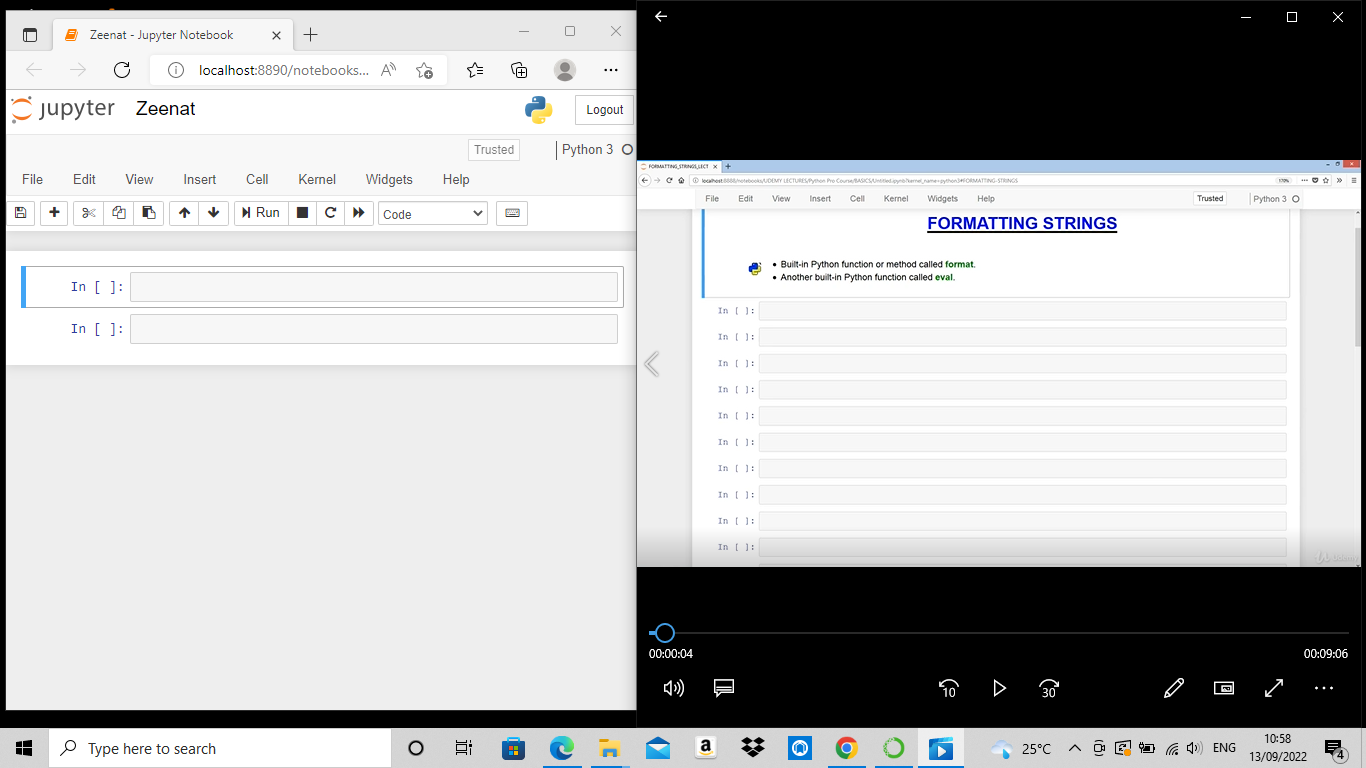 Zeenat - Jupyter Notebook
localhost:8890/notebooks...
jupyter Zeenat
Logout
Trusted
Python 3
File Edit View Insert Cell Kernel Widgets Help
Run
Code
In [ ]:
In [ ]:
FORMATTING_STRINGS_LECT
localhost:8888/notebooks/UDEMY LECTURES/Python Pro Course/BASICS/Untitled.ipynb?kernel_name=python3#FORMATTING-STRINGS
170%
File Edit View Insert Cell Kernel Widgets Help
Trusted
Python 3
FORMATTING STRINGS
• Built-in Python function or method called format.
• Another built-in Python function called eval.
In [ ]:
In [ ]:
In [ ]:
In [ ]:
In [ ]:
In [ ]:
In [ ]:
In [ ]:
In [ ]:
In [ ]:
Udemy
00:00:04
00:09:06
10
30
Type here to search
a
25°C
ENG
10:58
13/09/2022
4